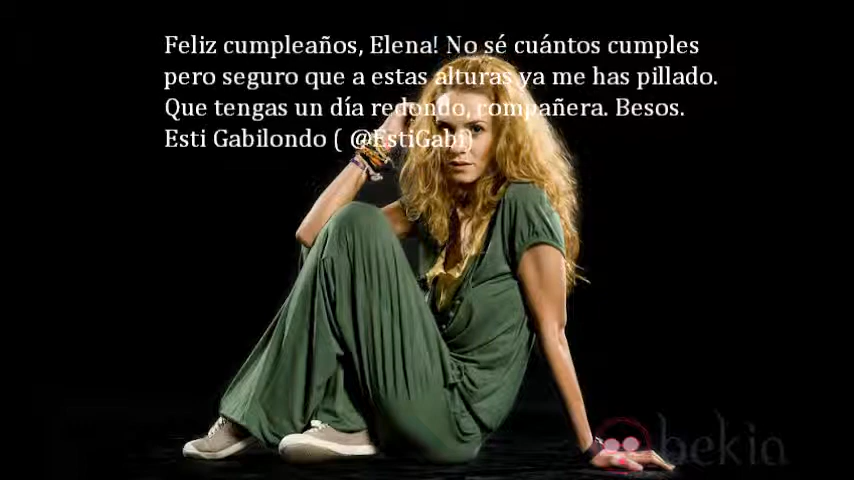 Feliz cumpleaños, Elena! No sé cuántos cumples
pero seguro que a estas alturas ya me has pillado.
Que tengas un día redondo, compañera. Besos.
Esti Gabilondo ( @EstiGabi)
bekia